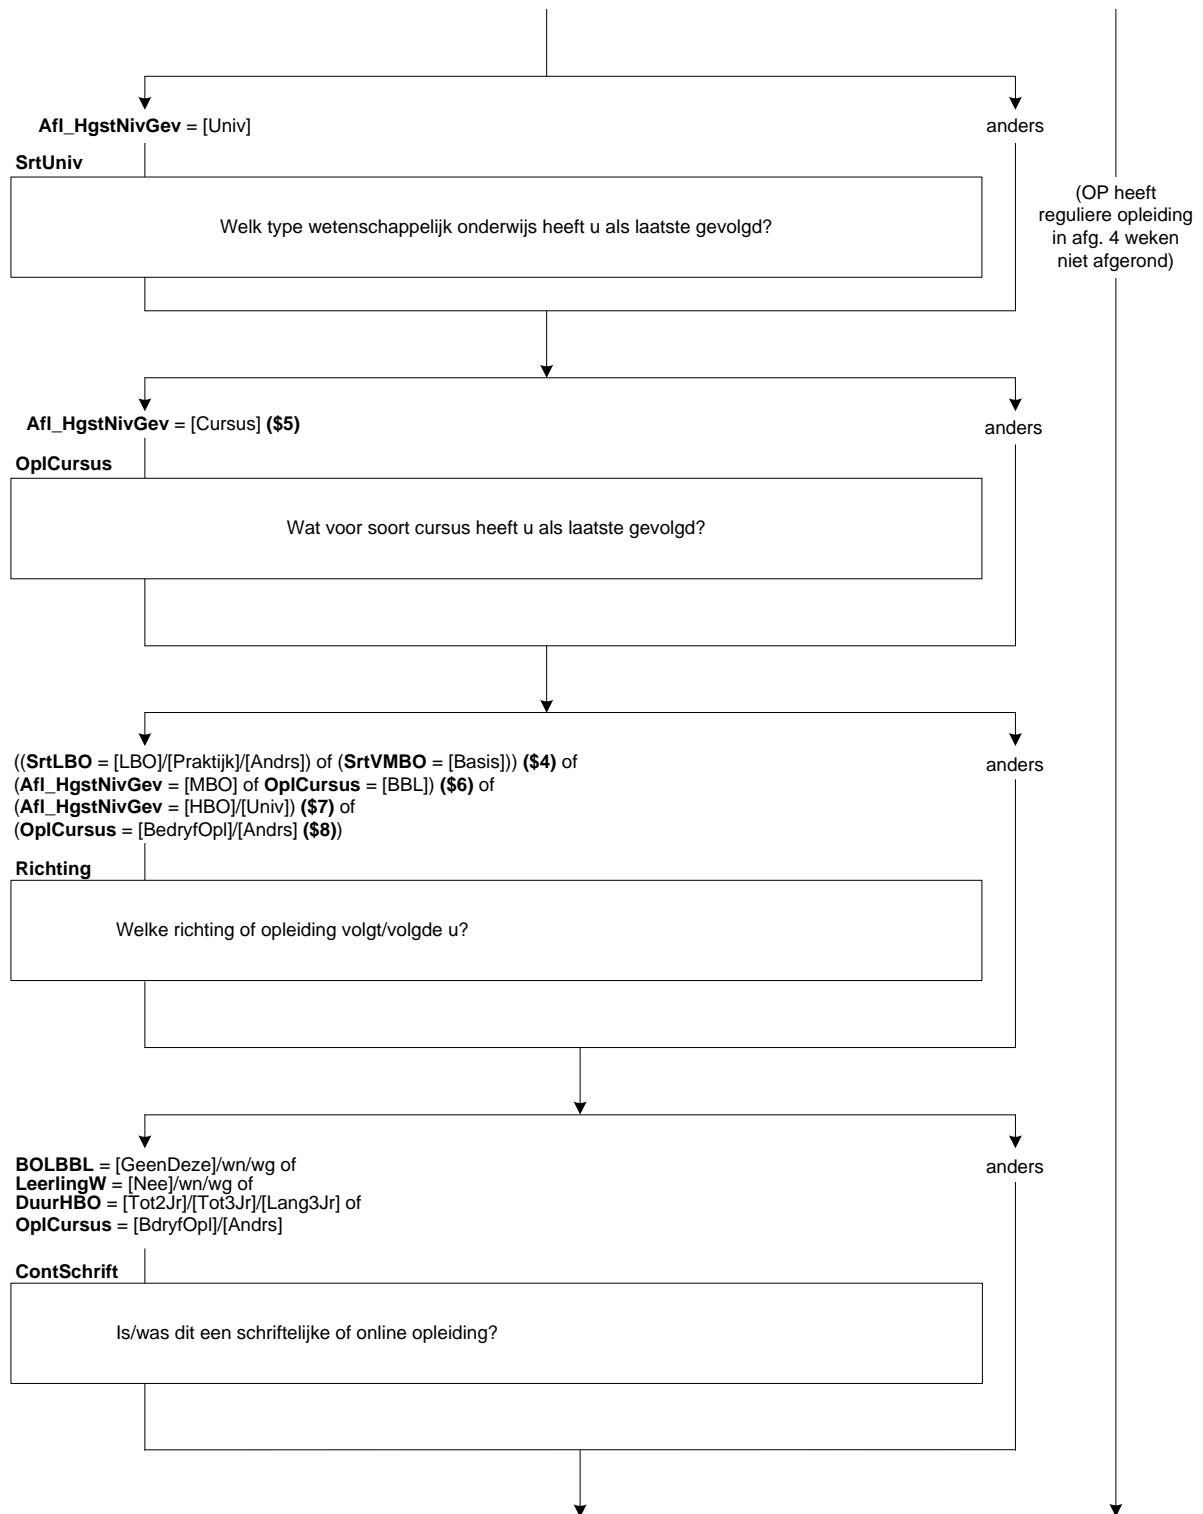 Afl_HgstNivGev = [Univ]
anders
SrtUniv
Welk type wetenschappelijk onderwijs heeft u als laatste gevolgd?
(OP heeft
reguliere opleiding
in afg. 4 weken
niet afgerond)
Afl_HgstNivGev = [Cursus] ($5)
anders
OplCursus
Wat voor soort cursus heeft u als laatste gevolgd?
((SrtLBO = [LBO]/[Praktijk]/[Andrs]) of (SrtVMBO = [Basis])) ($4) of
(Afl_HgstNivGev = [MBO] of OplCursus = [BBL]) ($6) of
(Afl_HgstNivGev = [HBO]/[Univ]) ($7) of
(OplCursus = [BedryfOpl]/[Andrs] ($8))
anders
Richting
Welke richting of opleiding volgt/volgde u?
BOLBBL = [GeenDeze]/wn/wg of
LeerlingW = [Nee]/wn/wg of
DuurHBO = [Tot2Jr]/[Tot3Jr]/[Lang3Jr] of
OplCursus = [BdryfOpl]/[Andrs]
anders
ContSchrift
Is/was dit een schriftelijke of online opleiding?